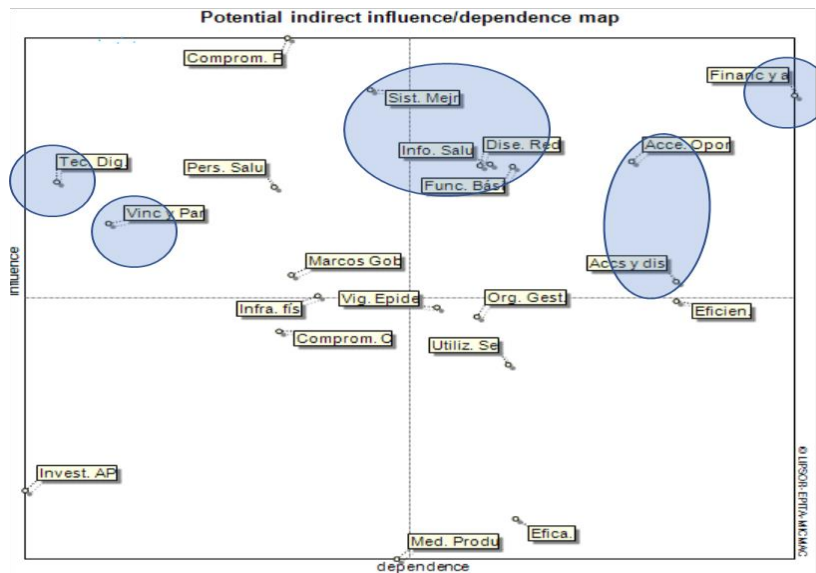 Potential indirect influence/dependence map
Comprom. P
Financ y a
Sist. Mejr
Info. Salu
Dise. Red
Acce. Opor
Tec. Dig.
Pers. Salu
Func. Bási
Vinc y Par
Marcos Gob
Accs y dis
influence
Infra. fís
Vig. Epide
Org. Gest.
Eficien.
Comprom. C
Utiliz. Se
Invest. AP
Efica.
Med. Produ
dependence
© LIPSOR-EPITA-MICMAC